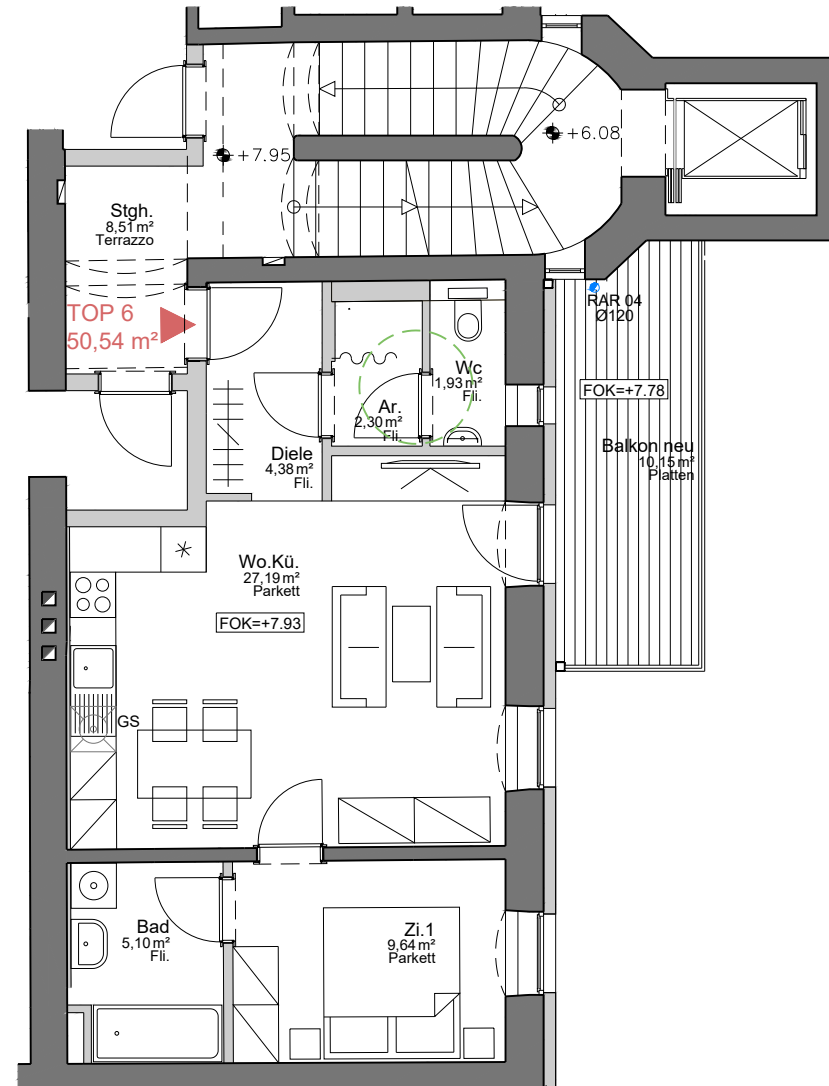 +6.08
+7.95
Stgh.
8,51 m²
Terrazzo
TOP 6
50,54 m²
RAR 04
Ø120
Wc
1,93 m²
Fli.
FOK=+7.78
Ar.
2,30 m²
Fli.
Diele
4,38 m²
Fli.
Balkon neu
10,15 m²
Platten
Wo.Kü.
27,19 m²
Parkett
FOK=+7.93
GS
Bad
5,10 m²
Fli.
Zi.1
9,64 m²
Parkett